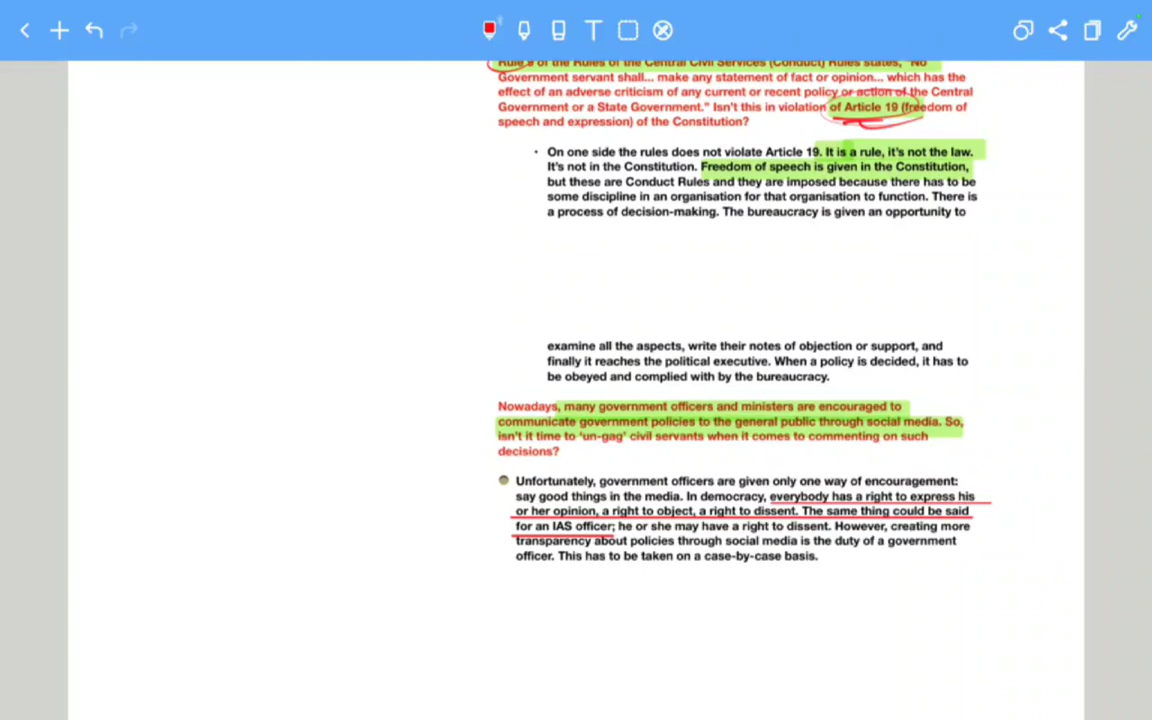 T
Rule 9 of the Rules of the Central Civil Services (Conduct) Rules states, "No
Government servant shall... make any statement of fact or opinion... which has the
effect of an adverse criticism of any current or recent policy or action of the Central
Government or a State Government." Isn't this in violation of Article 19 (freedom of
speech and expression) of the Constitution?
• On one side the rules does not violate Article 19. It is a rule, it's not the law.
It's not in the Constitution. Freedom of speech is given in the Constitution,
but these are Conduct Rules and they are imposed because there has to be
some discipline in an organisation for that organisation to function. There is
a process of decision-making. The bureaucracy is given an opportunity to
examine all the aspects, write their notes of objection or support, and
finally it reaches the political executive. When a policy is decided, it has to
be obeyed and complied with by the bureaucracy.
Nowadays, many government officers and ministers are encouraged to
communicate government policies to the general public through social media. So,
isn't it time to 'un-gag' civil servants when it comes to commenting on such
decisions?
Unfortunately, government officers are given only one way of encouragement:
say good things in the media. In democracy, everybody has a right to express his
or her opinion, a right to object, a right to dissent. The same thing could be said
for an IAS officer; he or she may have a right to dissent. However, creating more
transparency about policies through social media is the duty of a government
officer. This has to be taken on a case-by-case basis.